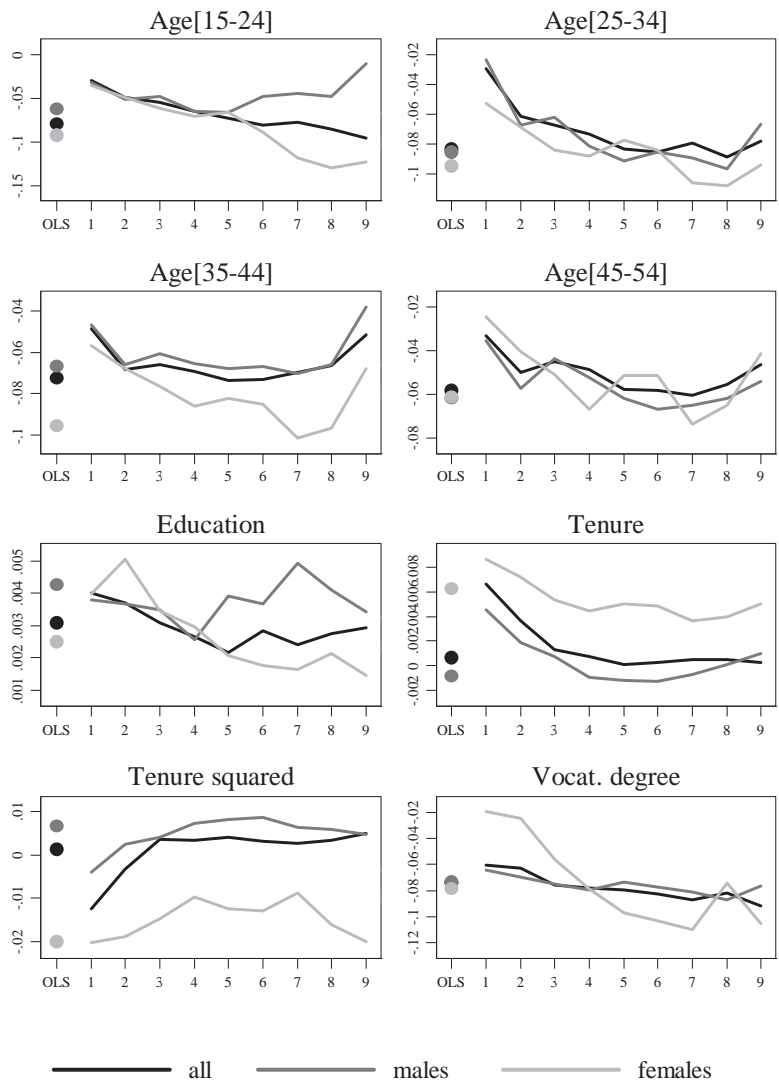 Age[15-24]
0
-.05
-.1
-.15
OLS 1 2 3 4 5 6 7 8 9
Age[25-34]
-.02
-.04
-.06
-.08
-.1
OLS 1 2 3 4 5 6 7 8 9
Age[35-44]
-.04
-.06
-.08
-.1
OLS 1 2 3 4 5 6 7 8 9
Age[45-54]
-.02
-.04
-.06
-.08
OLS 1 2 3 4 5 6 7 8 9
Education
.005
.004
.003
.002
.001
OLS 1 2 3 4 5 6 7 8 9
Tenure
.008
.006
.004
.002
0
-.002
OLS 1 2 3 4 5 6 7 8 9
Tenure squared
.01
0
-.01
-.02
OLS 1 2 3 4 5 6 7 8 9
Vocat. degree
-.02
-.04
-.06
-.08
-.1
-.12
OLS 1 2 3 4 5 6 7 8 9
all males females